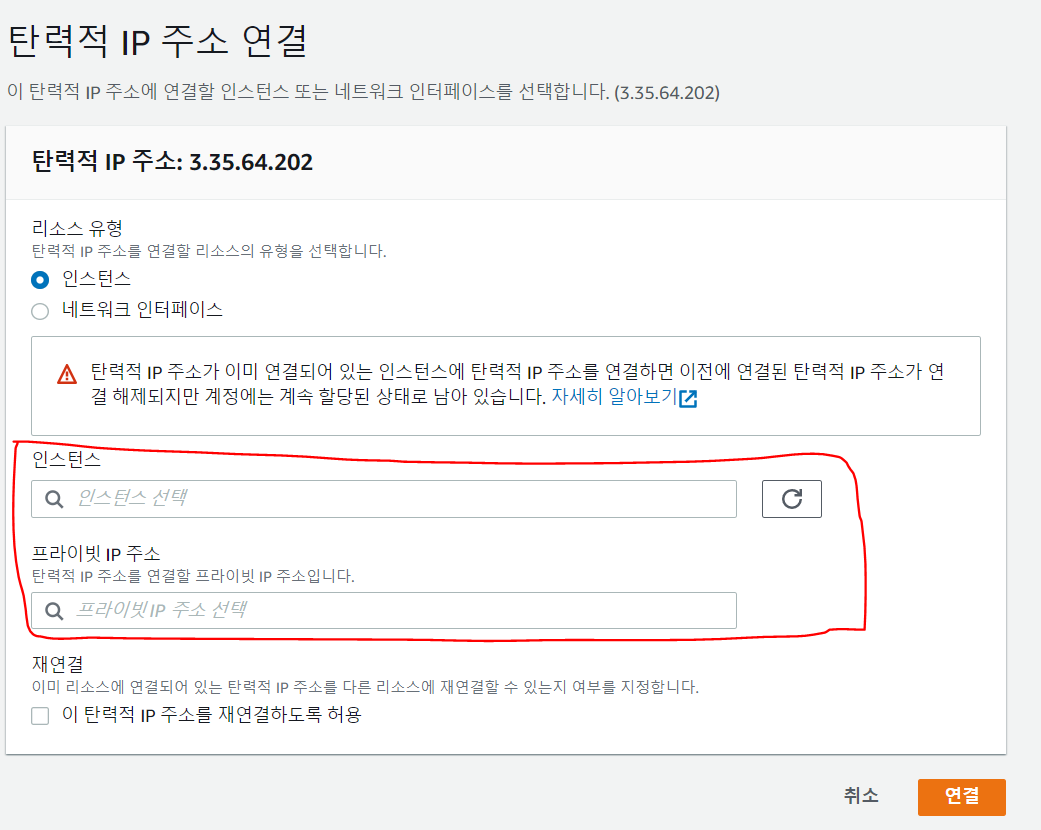 탄력적 IP 주소 연결
이 탄력적 IP 주소에 연결할 인스턴스 또는 네트워크 인터페이스를 선택합니다. (3.35.64.202)
탄력적 IP 주소: 3.35.64.202
리소스 유형
탄력적 IP 주소를 연결할 리소스의 유형을 선택합니다.
인스턴스
네트워크 인터페이스
탄력적 IP 주소가 이미 연결되어 있는 인스턴스에 탄력적 IP 주소를 연결하면 이전에 연결된 탄력적 IP 주소가 연
결 해제되지만 계정에는 계속 할당된 상태로 남아 있습니다. 자세히 알아보기
인스턴스
인스턴스 선택
프라이빗 IP 주소
탄력적 IP 주소를 연결할 프라이빗 IP 주소입니다.
프라이빗 IP 주소 선택
재연결
이미 리소스에 연결되어 있는 탄력적 IP 주소를 다른 리소스에 재연결할 수 있는지 여부를 지정합니다.
이 탄력적 IP 주소를 재연결하도록 허용
취소
연결